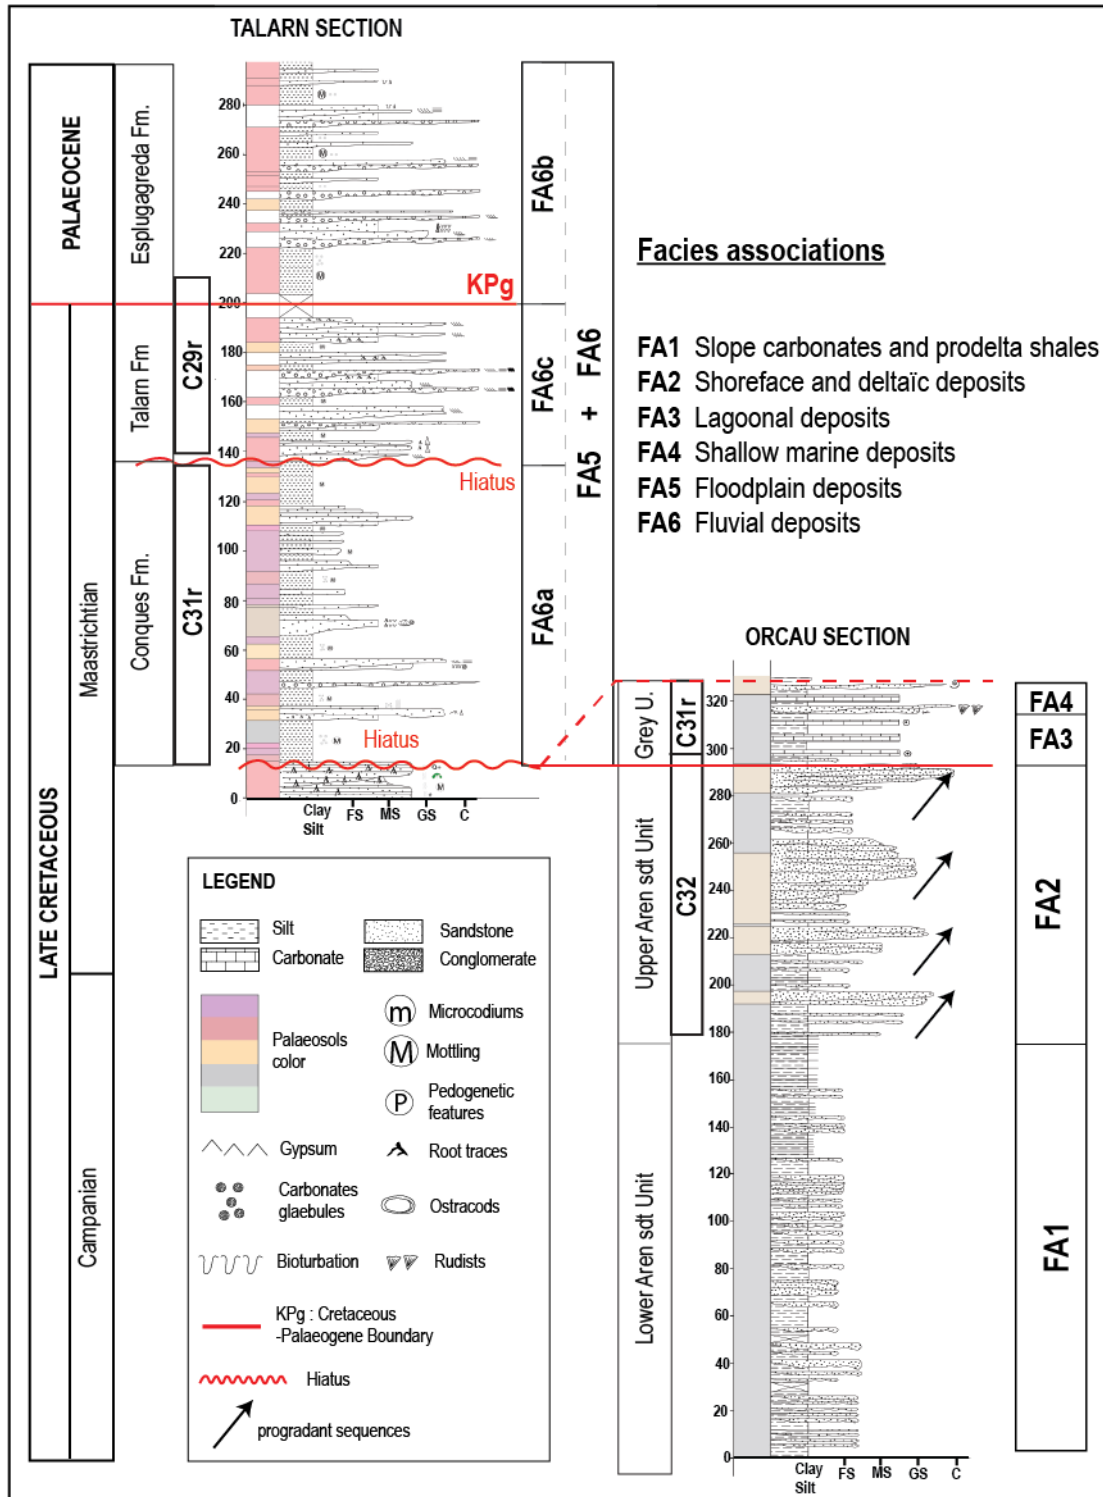 TALARN SECTION
PALAEOCENE
LATE CRETACEOUS
Maastrichtian
Campanian
Esplugagreda Fm.
Talarn Fm
Conques Fm.
C29r
C31r
280
260
240
220
200
180
160
140
120
100
80
60
40
20
0
KPg
Hiatus
Hiatus
Clay
Silt
FS
MS
GS
C
FA6b
FA6c
FA6a
FA5 + FA6
Facies associations
FA1 Slope carbonates and prodelta shales
FA2 Shoreface and deltaïc deposits
FA3 Lagoonal deposits
FA4 Shallow marine deposits
FA5 Floodplain deposits
FA6 Fluvial deposits
ORCAU SECTION
Grey U.
Upper Aren sdt Unit
Lower Aren sdt Unit
C31r
C32
320
300
280
260
240
220
200
180
160
140
120
100
80
60
40
20
0
Clay
Silt
FS
MS
GS
C
FA4
FA3
FA2
FA1
LEGEND
Silt
Sandstone
Carbonate
Conglomerate
Palaeosols
color
m Microcodiums
M Mottling
P Pedogenetic
features
Gypsum
Root traces
Carbonates
glaebules
Ostracods
Bioturbation
Rudists
KPg : Cretaceous
-Palaeogene Boundary
Hiatus
progradant sequences